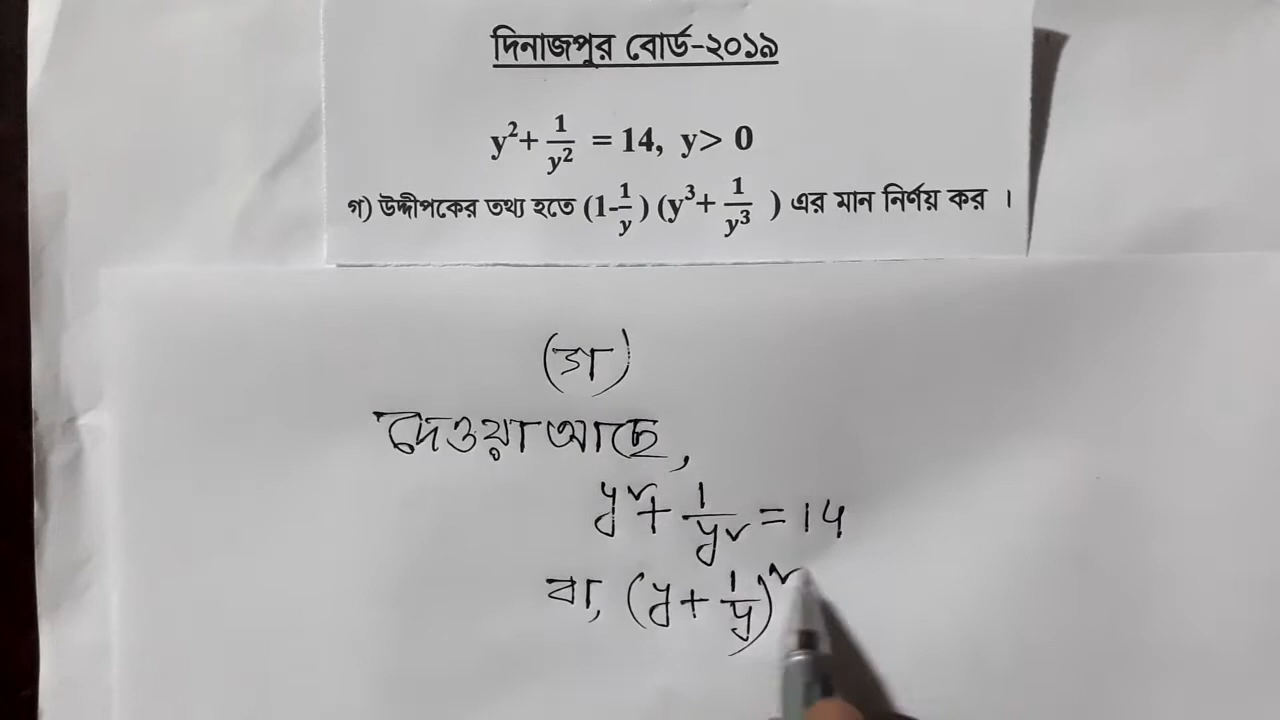 দিনাজপুর বোর্ড-২০১৯
y²+ 1/y² = 14, y> 0
গ) উদ্দীপকের তথ্য হতে (1-1/y) (y³+ 1/y³ ) এর মান নির্ণয় কর ।
(গ)
দেওয়া আছে,
y²+ 1/y² = 14
বা, (y + 1/y)²